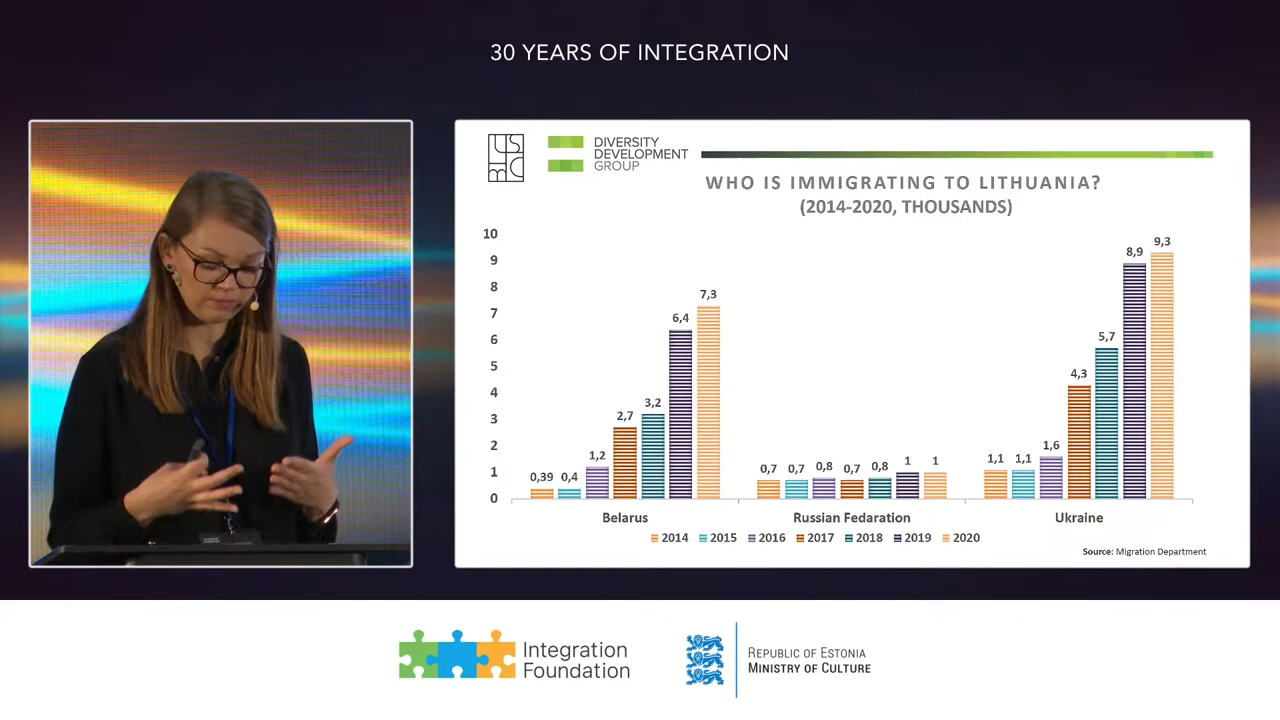 30 YEARS OF INTEGRATION
DIVERSITY
DEVELOPMENT
GROUP
WHO IS IMMIGRATING TO LITHUANIA?
(2014-2020, THOUSANDS)
10
9
8
7
6
5
4
3
2
1
0
0,39 0,4 1,2 2,7 3,2 6,4 7,3
0,7 0,7 0,8 0,7 0,8 1 1
1,1 1,1 1,6 4,3 5,7 8,9 9,3
Belarus Russian Fedaration Ukraine
2014 2015 2016 2017 2018 2019 2020
Source: Migration Department
Integration
Foundation
REPUBLIC OF ESTONIA
MINISTRY OF CULTURE